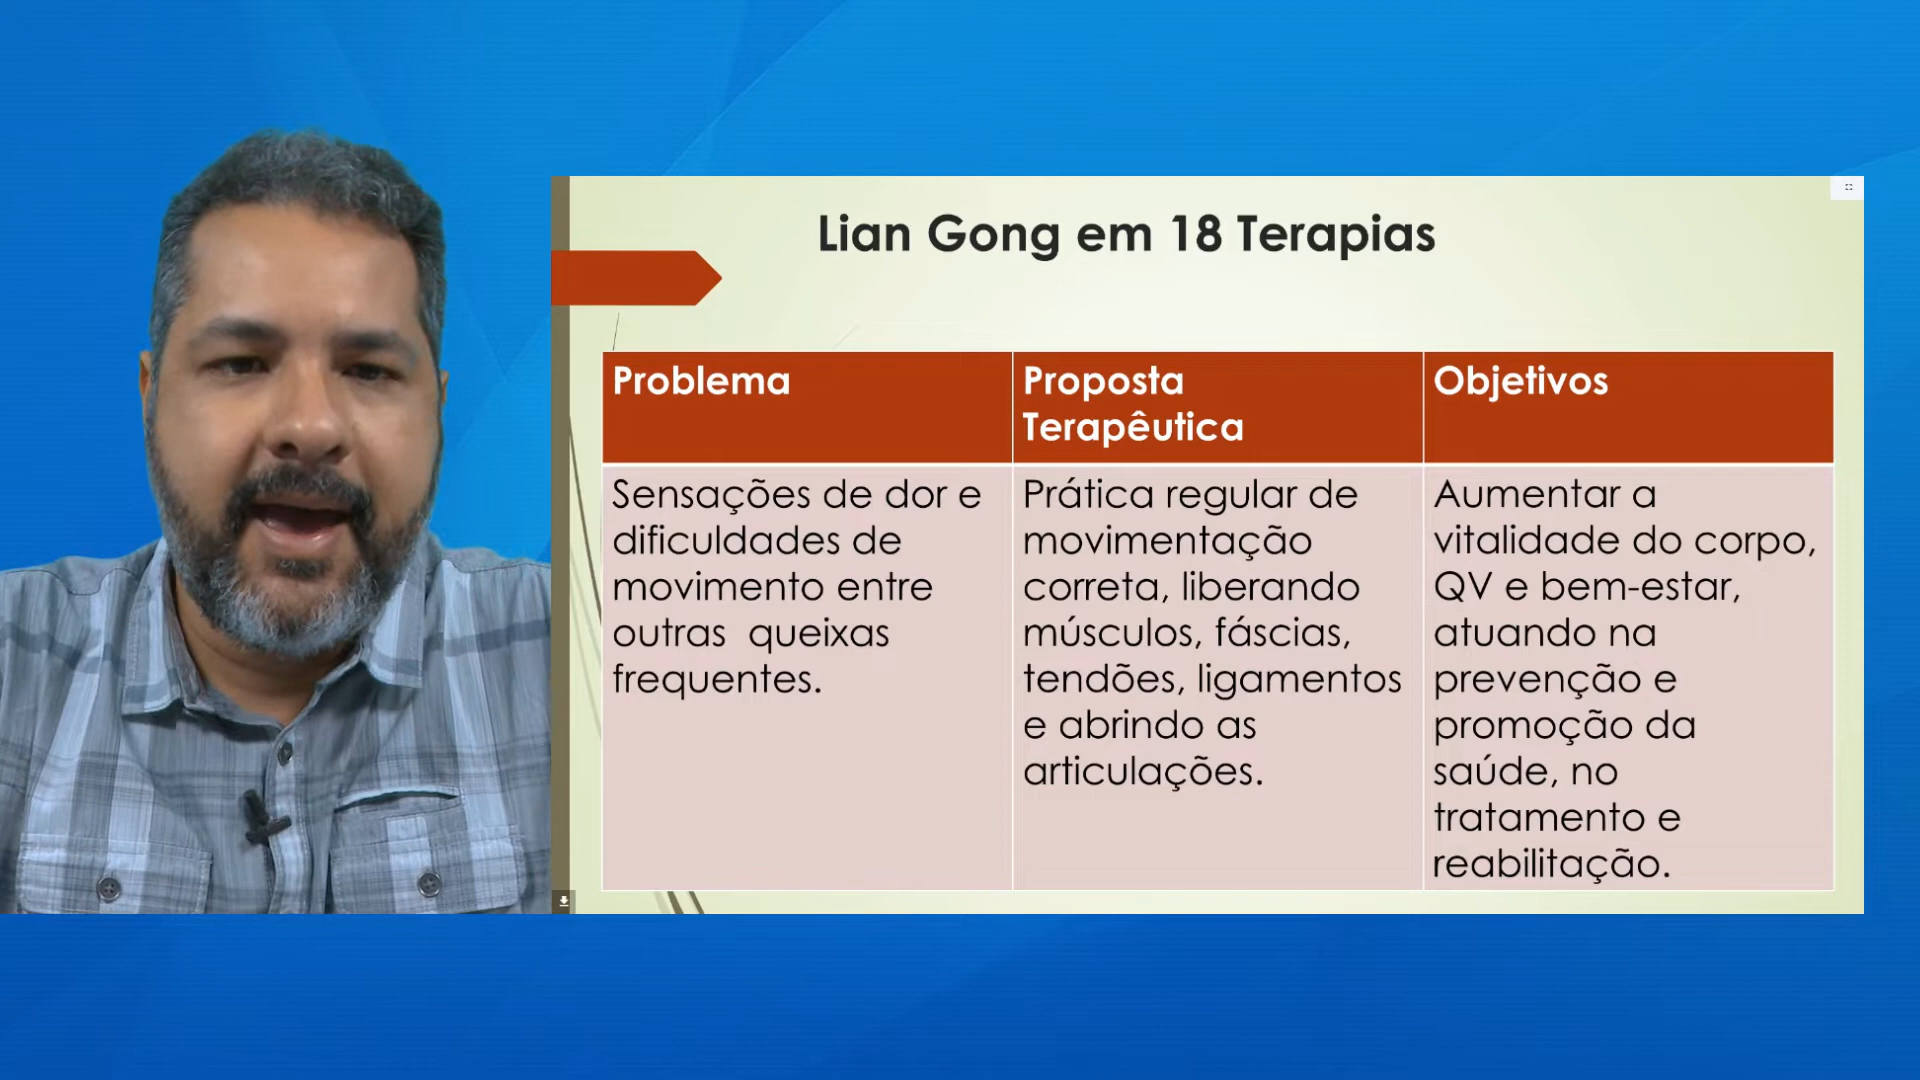 Lian Gong em 18 Terapias
Problema
Proposta
Terapêutica
Objetivos
Sensações de dor e
dificuldades de
movimento entre
outras queixas
frequentes.
Prática regular de
movimentação
correta, liberando
músculos, fáscias,
tendões, ligamentos
e abrindo as
articulações.
Aumentar a
vitalidade do corpo,
QV e bem-estar,
atuando na
prevenção e
promoção da
saúde, no
tratamento e
reabilitação.